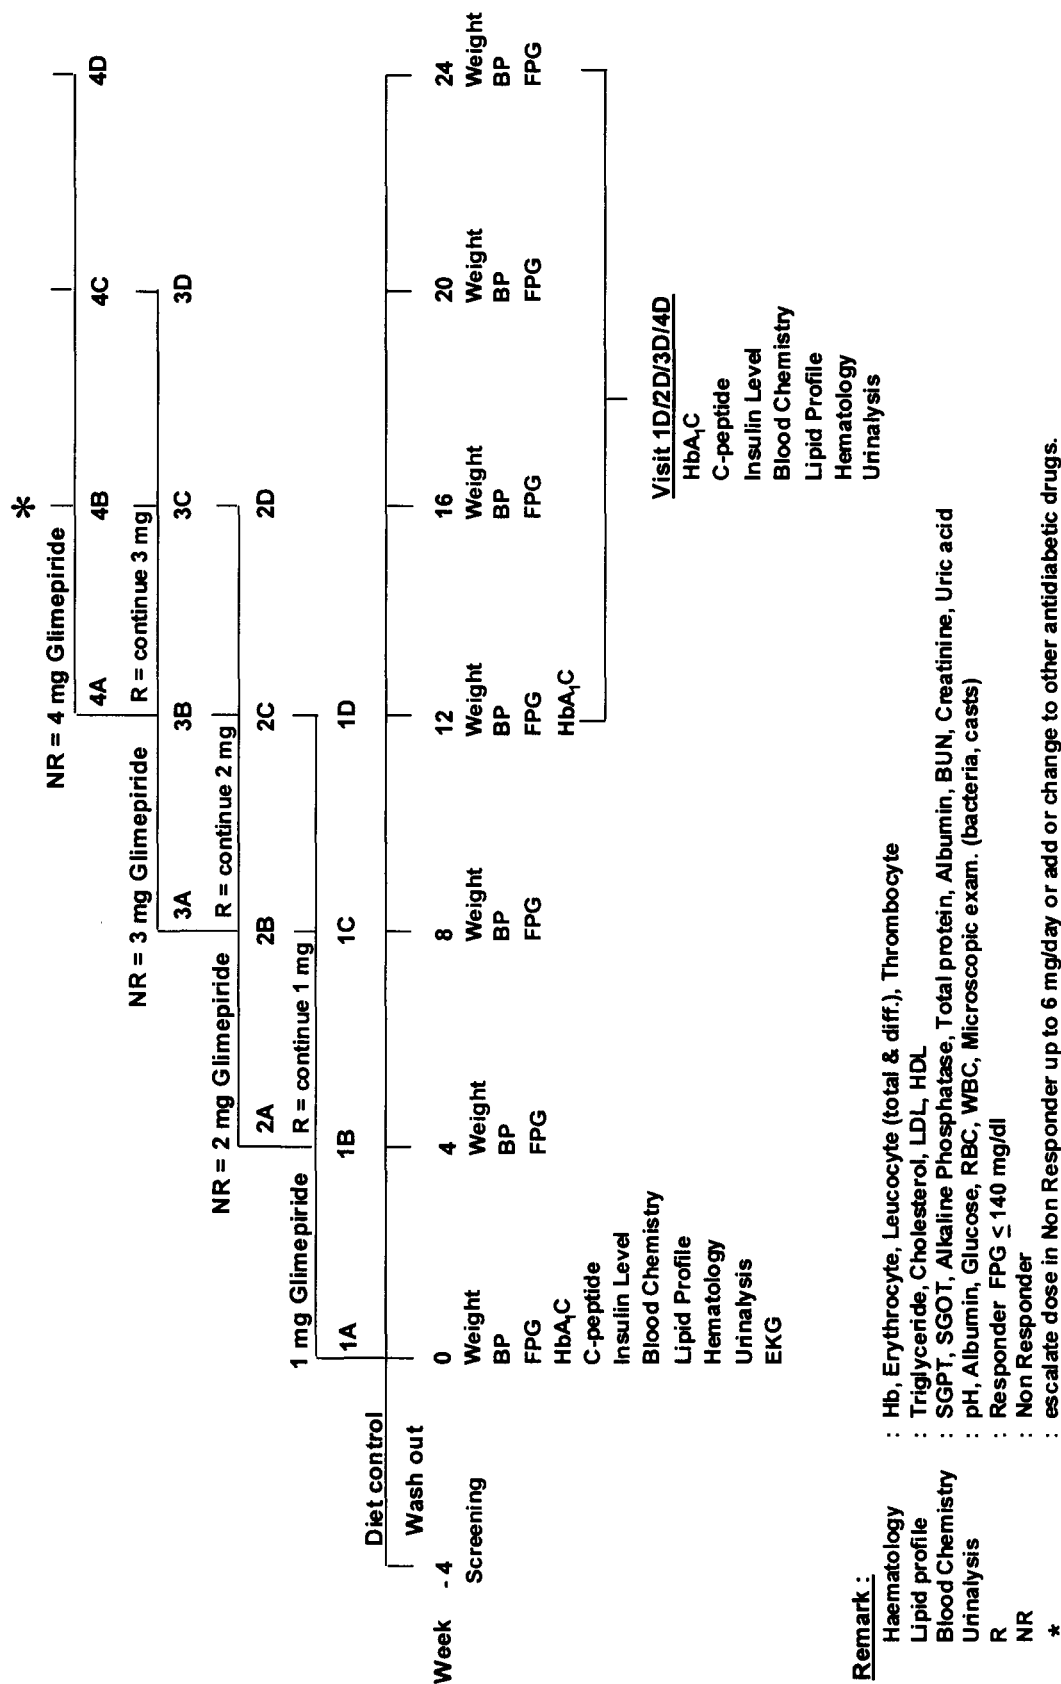 *
NR = 4 mg Glimepiride
4A 4B 4C 4D
R = continue 3 mg
NR = 3 mg Glimepiride
3A 3B 3C 3D
R = continue 2 mg
NR = 2 mg Glimepiride
2A 2B 2C 2D
R = continue 1 mg
1 mg Glimepiride
1A 1B 1C 1D
Diet control
Wash out
Week - 4 0 4 8 12 16 20 24
Screening Weight Weight Weight Weight Weight Weight Weight
BP BP BP BP BP BP BP
FPG FPG FPG FPG FPG FPG FPG
HbA₁C HbA₁C
C-peptide
Insulin Level
Blood Chemistry
Lipid Profile
Hematology
Urinalysis
EKG
Visit 1D/2D/3D/4D
HbA₁C
C-peptide
Insulin Level
Blood Chemistry
Lipid Profile
Hematology
Urinalysis
Remark :
Haematology : Hb, Erythrocyte, Leucocyte (total & diff.), Thrombocyte
Lipid profile : Triglyceride, Cholesterol, LDL, HDL
Blood Chemistry : SGPT, SGOT, Alkaline Phosphatase, Total protein, Albumin, BUN, Creatinine, Uric acid
Urinalysis : pH, Albumin, Glucose, RBC, WBC, Microscopic exam. (bacteria, casts)
R : Responder FPG ≤ 140 mg/dl
NR : Non Responder
* : escalate dose in Non Responder up to 6 mg/day or add or change to other antidiabetic drugs.